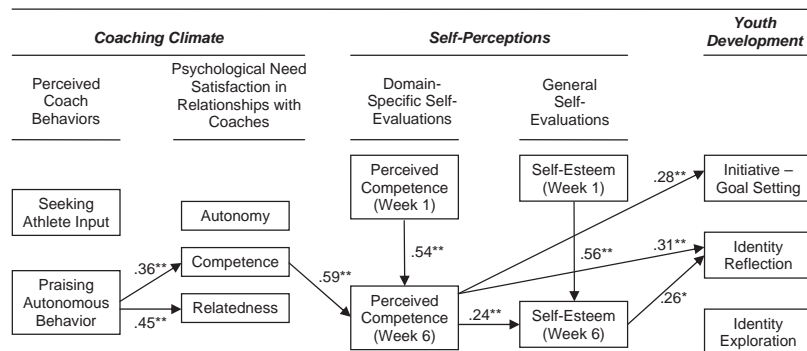 Coaching Climate
Self-Perceptions
Youth
Development
Perceived
Coach
Behaviors
Psychological Need
Satisfaction in
Relationships with
Coaches
Domain-
Specific Self-
Evaluations
General
Self-
Evaluations
Seeking
Athlete Input
Praising
Autonomous
Behavior
Autonomy
Competence
Relatedness
Perceived
Competence
(Week 1)
Perceived
Competence
(Week 6)
Self-Esteem
(Week 1)
Self-Esteem
(Week 6)
Initiative –
Goal Setting
Identity
Reflection
Identity
Exploration
.36**
.45**
.59**
.54**
.24**
.56**
.28**
.31**
.26*